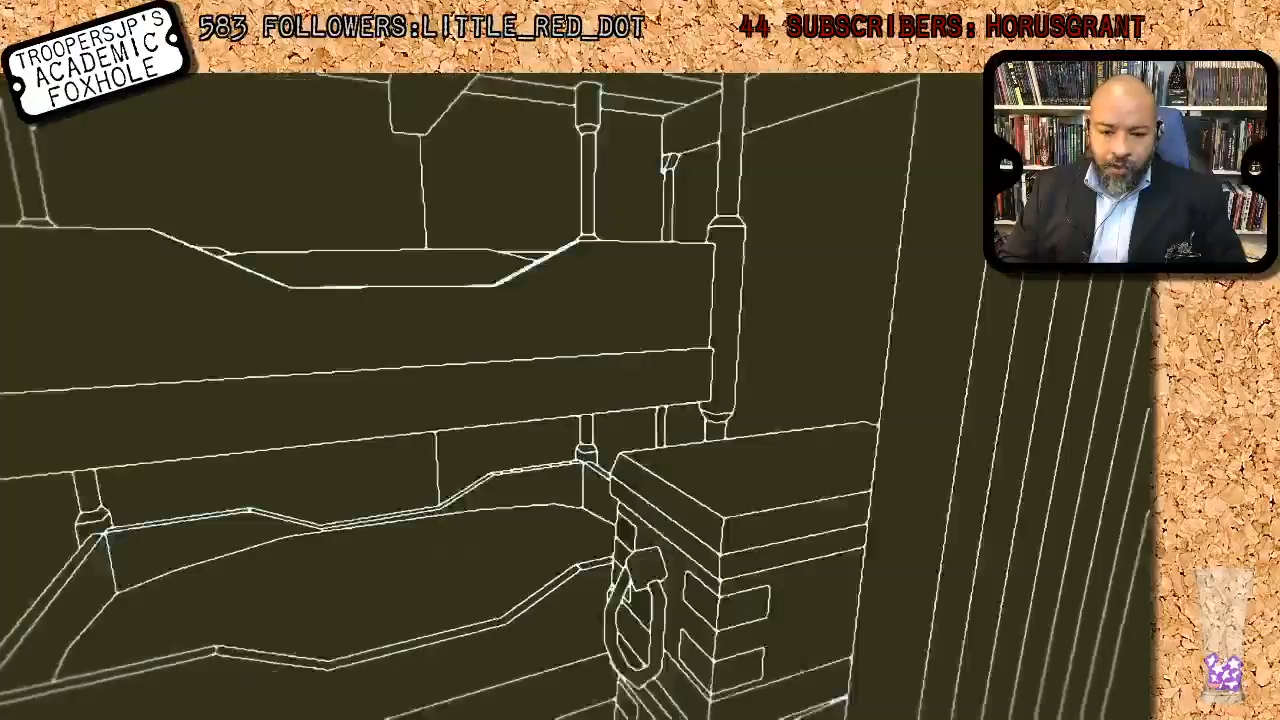 TROOPERSJP'S
ACADEMIC
FOXHOLE
583 FOLLOWERS:LITTLE_RED_DOT
44 SUBSCRIBERS: HORUSGRANT